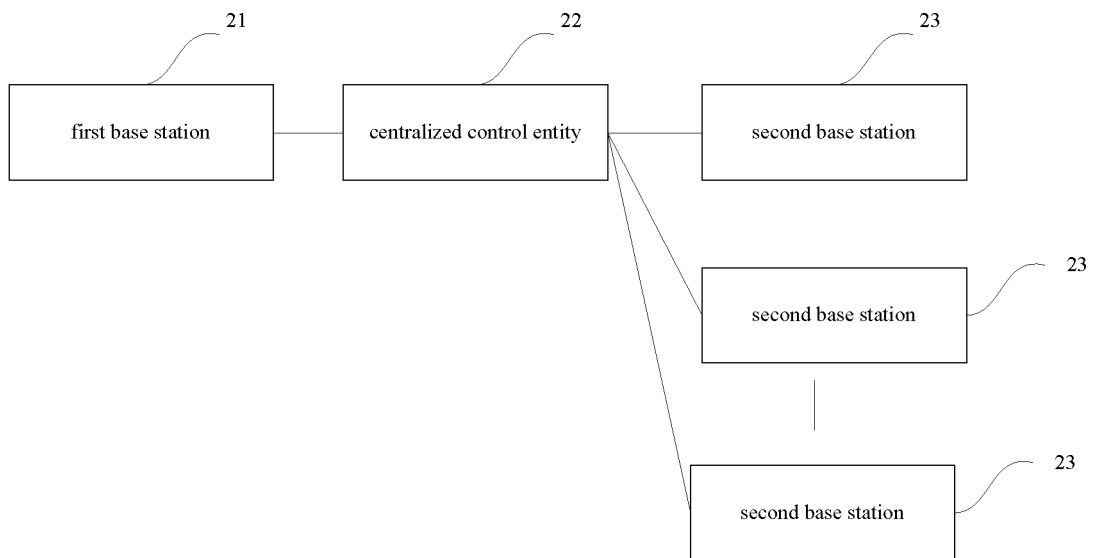 21
22
23
first base station
centralized control entity
second base station
23
second base station
23
second base station